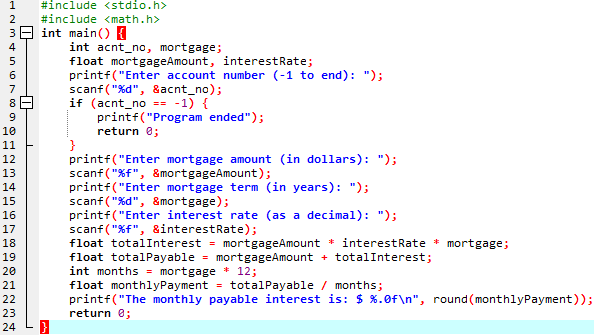 1 #include <stdio.h>
2 #include <math.h>
3 int main() {
4 int acnt_no, mortgage;
5 float mortgageAmount, interestRate;
6 printf("Enter account number (-1 to end): ");
7 scanf("%d", &acnt_no);
8 if (acnt_no == -1) {
9 printf("Program ended");
10 return 0;
11 }
12 printf("Enter mortgage amount (in dollars): ");
13 scanf("%f", &mortgageAmount);
14 printf("Enter mortgage term (in years): ");
15 scanf("%d", &mortgage);
16 printf("Enter interest rate (as a decimal): ");
17 scanf("%f", &interestRate);
18 float totalInterest = mortgageAmount * interestRate * mortgage;
19 float totalPayable = mortgageAmount + totalInterest;
20 int months = mortgage * 12;
21 float monthlyPayment = totalPayable / months;
22 printf("The monthly payable interest is: $ %.0f\n", round(monthlyPayment));
23 return 0;
24 }